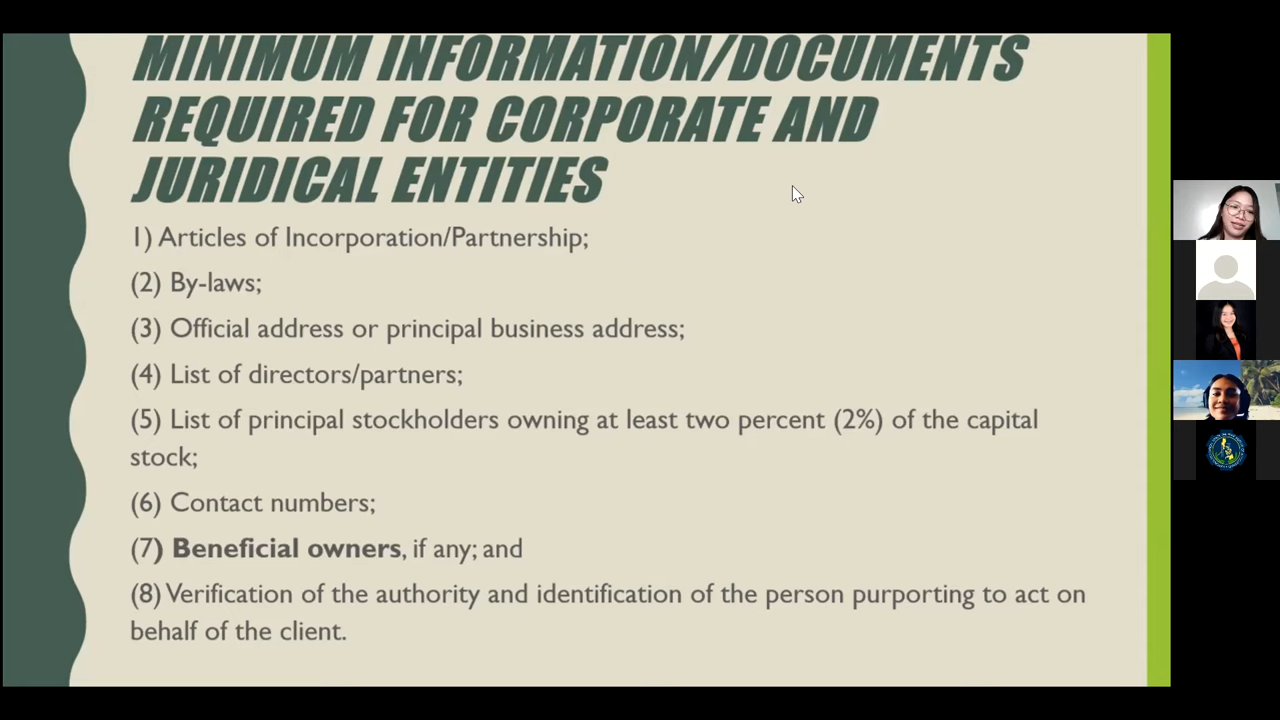 MINIMUM INFORMATION/DOCUMENTS
REQUIRED FOR CORPORATE AND
JURIDICAL ENTITIES
1) Articles of Incorporation/Partnership;
(2) By-laws;
(3) Official address or principal business address;
(4) List of directors/partners;
(5) List of principal stockholders owning at least two percent (2%) of the capital
stock;
(6) Contact numbers;
(7) Beneficial owners, if any; and
(8) Verification of the authority and identification of the person purporting to act on
behalf of the client.